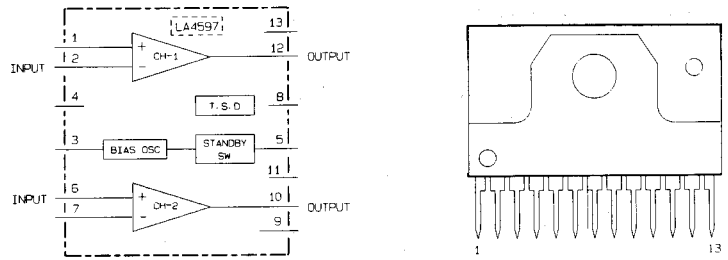 LA4597
13
1
2
INPUT
+
-
CH-1
12
OUTPUT
4
T.S.D
8
3
BIAS OSC
STANDBY
SW
5
11
6
7
INPUT
+
-
CH-2
10
OUTPUT
9
1
13